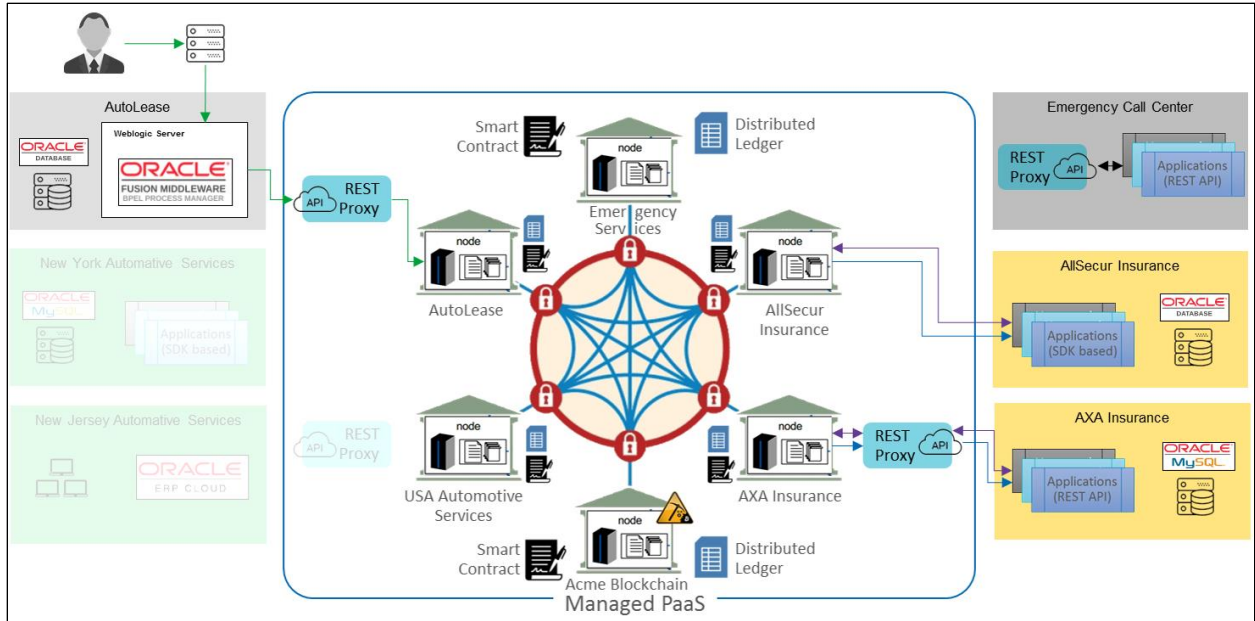 AutoLease
Weblogic Server
ORACLE
DATABASE
ORACLE
FUSION MIDDLEWARE
BPEL PROCESS MANAGER
New York Automative Services
ORACLE
MySQL
Applications
(SDK based)
New Jersey Automative Services
ORACLE
ERP CLOUD
Smart
Contract
node
Distributed
Ledger
Emergency
Services
API
REST
Proxy
node
AutoLease
node
AllSecur
Insurance
API
REST
Proxy
node
USA Automotive
Services
node
AXA Insurance
REST
Proxy
API
Smart
Contract
node
Distributed
Ledger
Acme Blockchain
Managed PaaS
Emergency Call Center
REST
Proxy
API
Applications
(REST API)
AllSecur Insurance
Applications
(SDK based)
ORACLE
DATABASE
AXA Insurance
Applications
(REST API)
ORACLE
MySQL